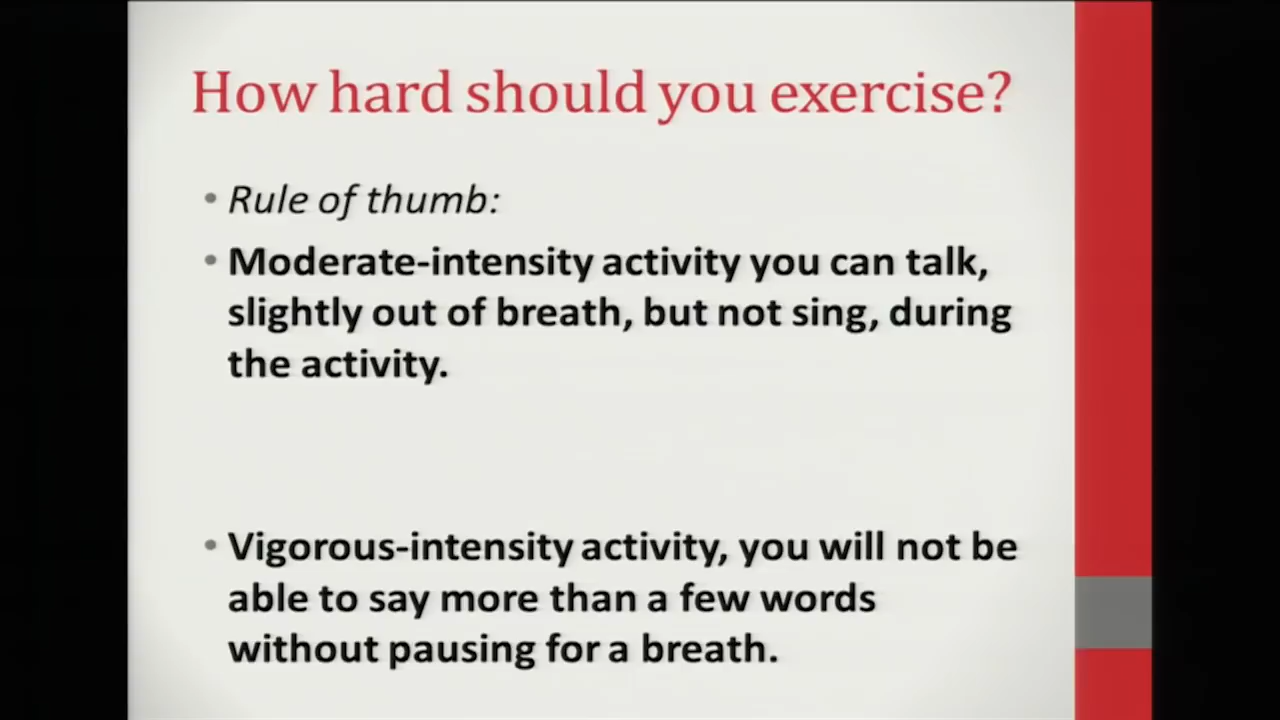 How hard should you exercise?
• Rule of thumb:
• Moderate-intensity activity you can talk,
slightly out of breath, but not sing, during
the activity.
• Vigorous-intensity activity, you will not be
able to say more than a few words
without pausing for a breath.